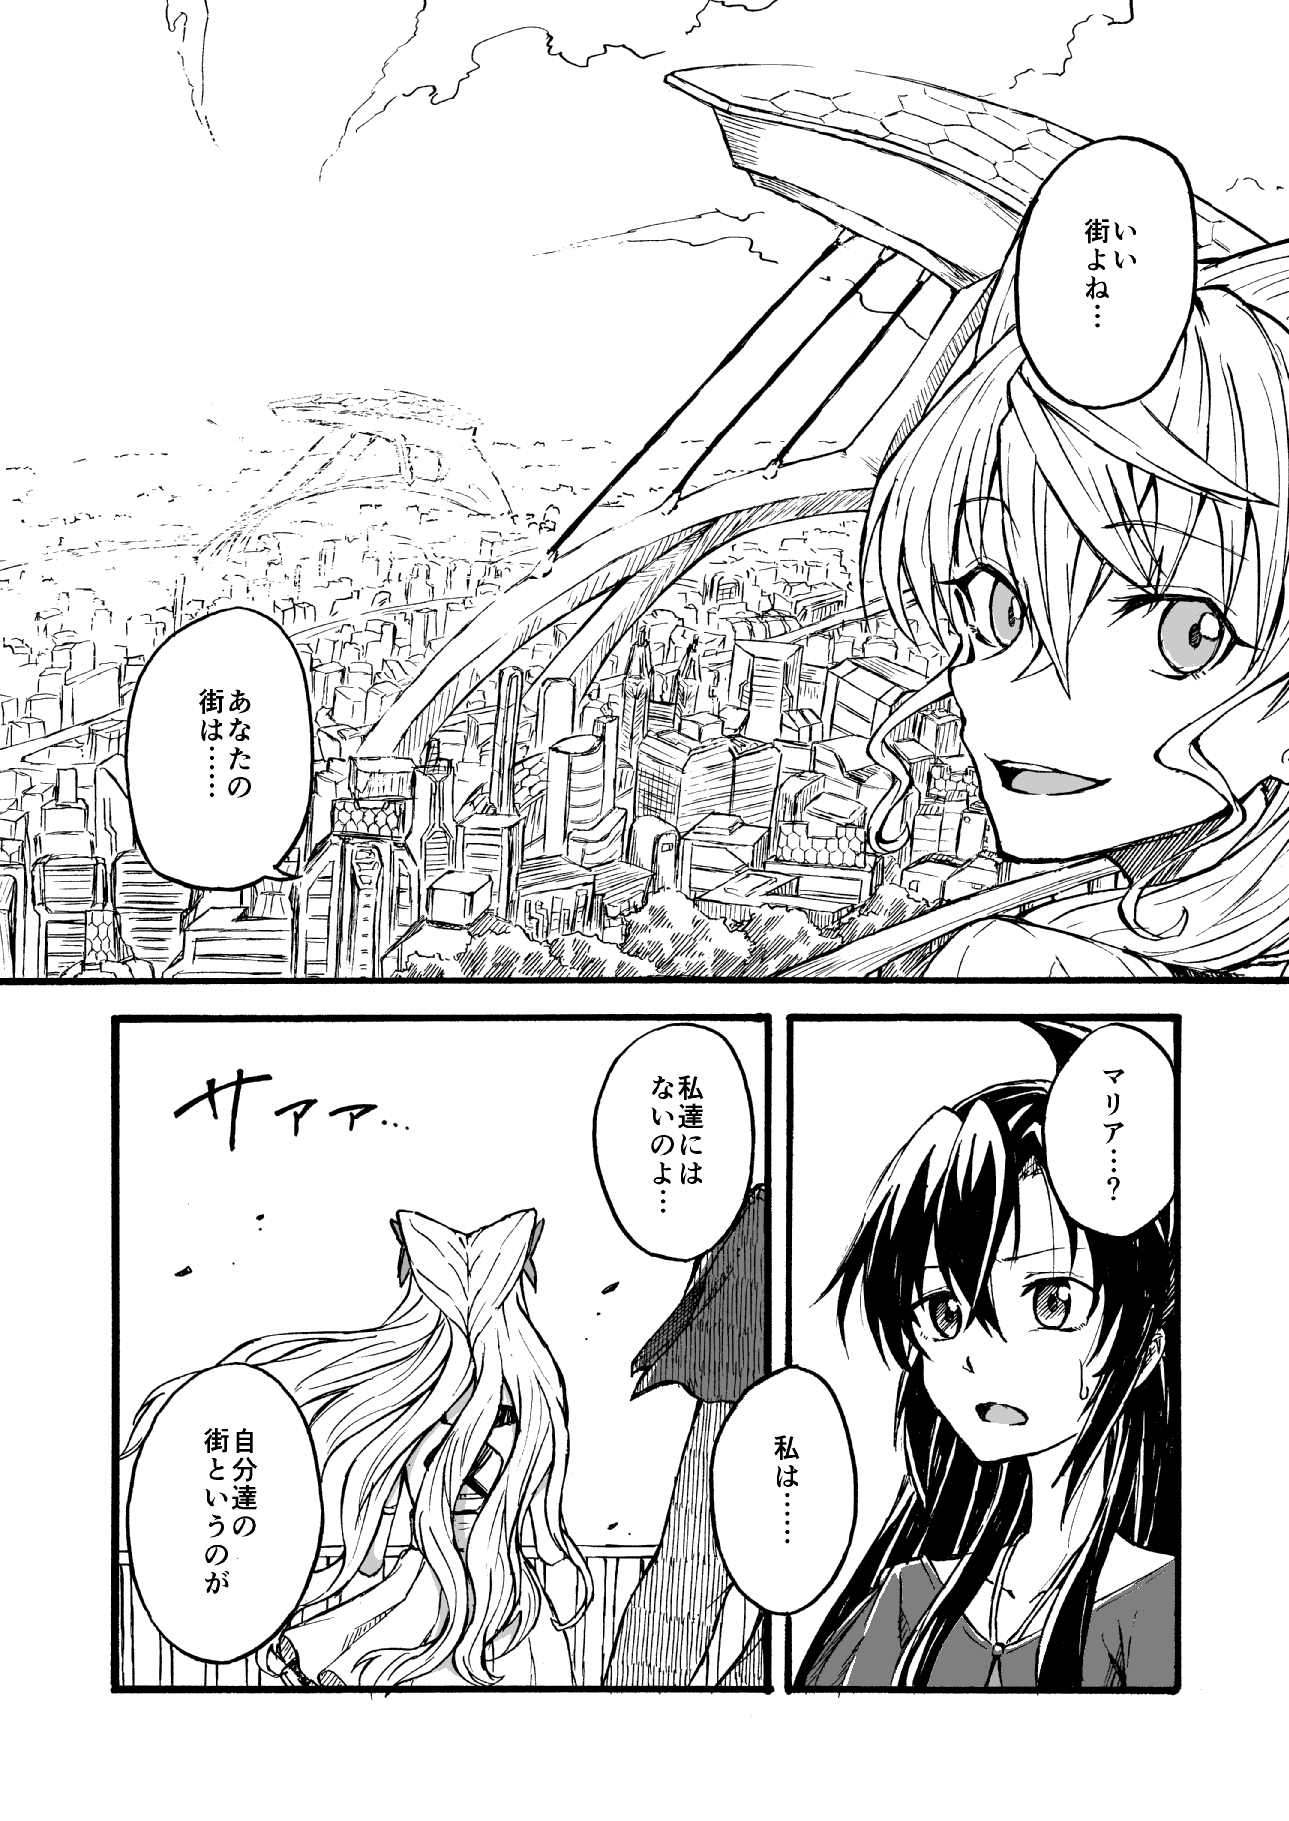 いい
街よね…
あなたの
街は……
マリア…?
私は……
私達には
ないのよ…
サァァ…
自分達の
街というのが